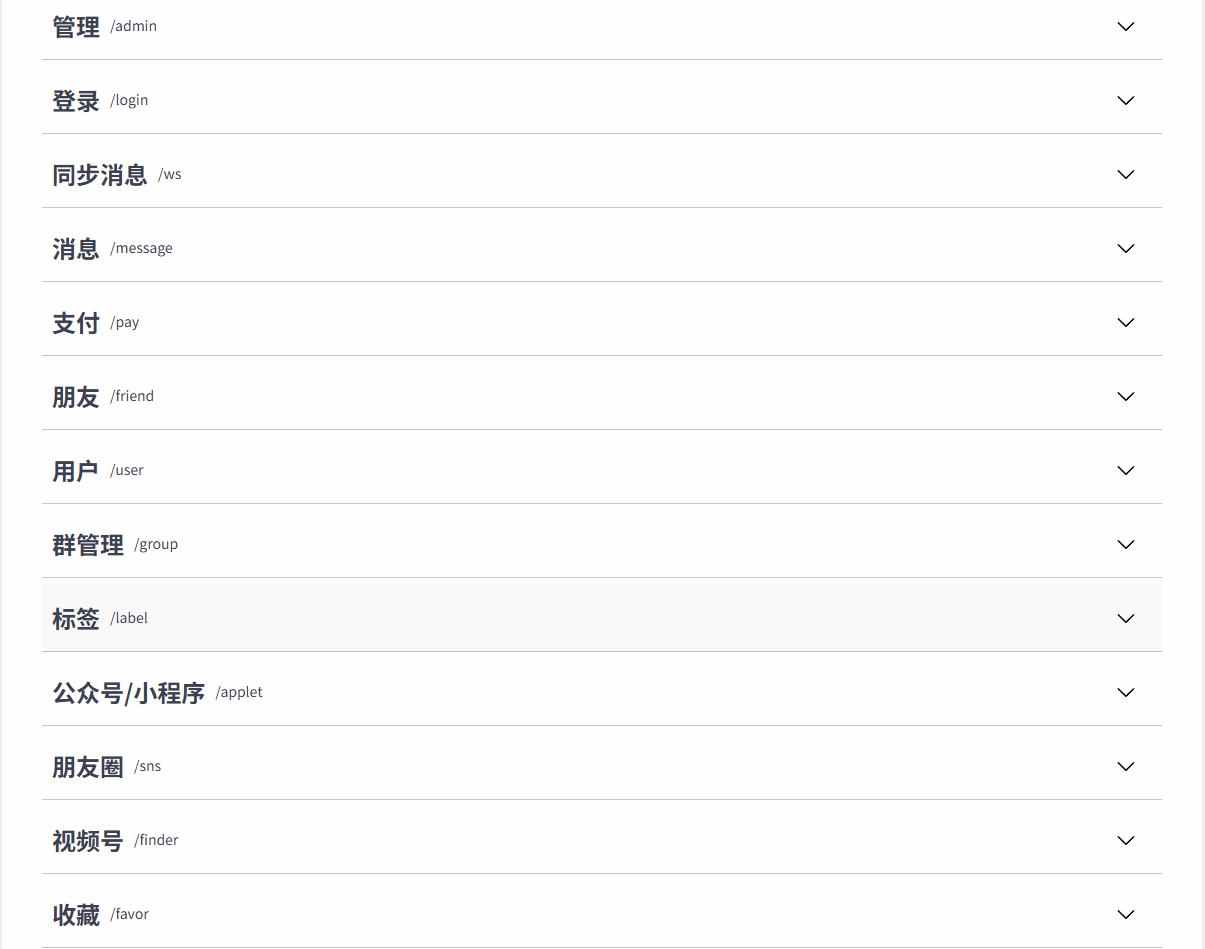 管理 /admin
登录 /login
同步消息 /ws
消息 /message
支付 /pay
朋友 /friend
用户 /user
群管理 /group
标签 /label
公众号/小程序 /applet
朋友圈 /sns
视频号 /finder
收藏 /favor